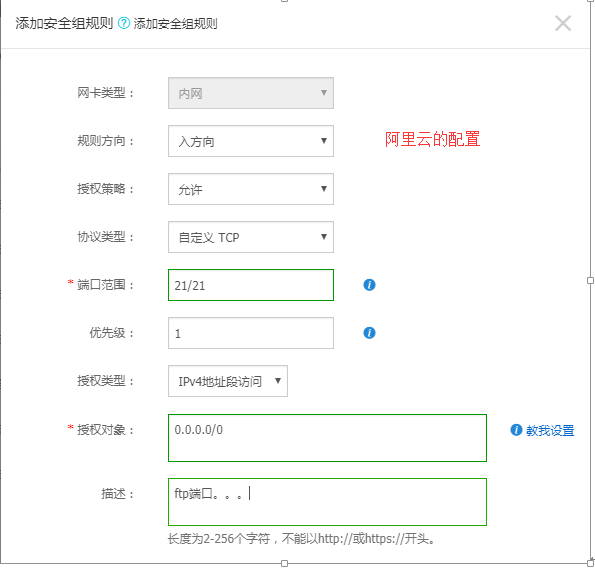 添加安全组规则 ? 添加安全组规则
网卡类型： 内网
规则方向： 入方向 阿里云的配置
授权策略： 允许
协议类型： 自定义 TCP
* 端口范围： 21/21
优先级： 1
授权类型： IPv4地址段访问
* 授权对象： 0.0.0.0/0 教我设置
描述： ftp端口。。。
长度为2-256个字符，不能以http://或https://开头。